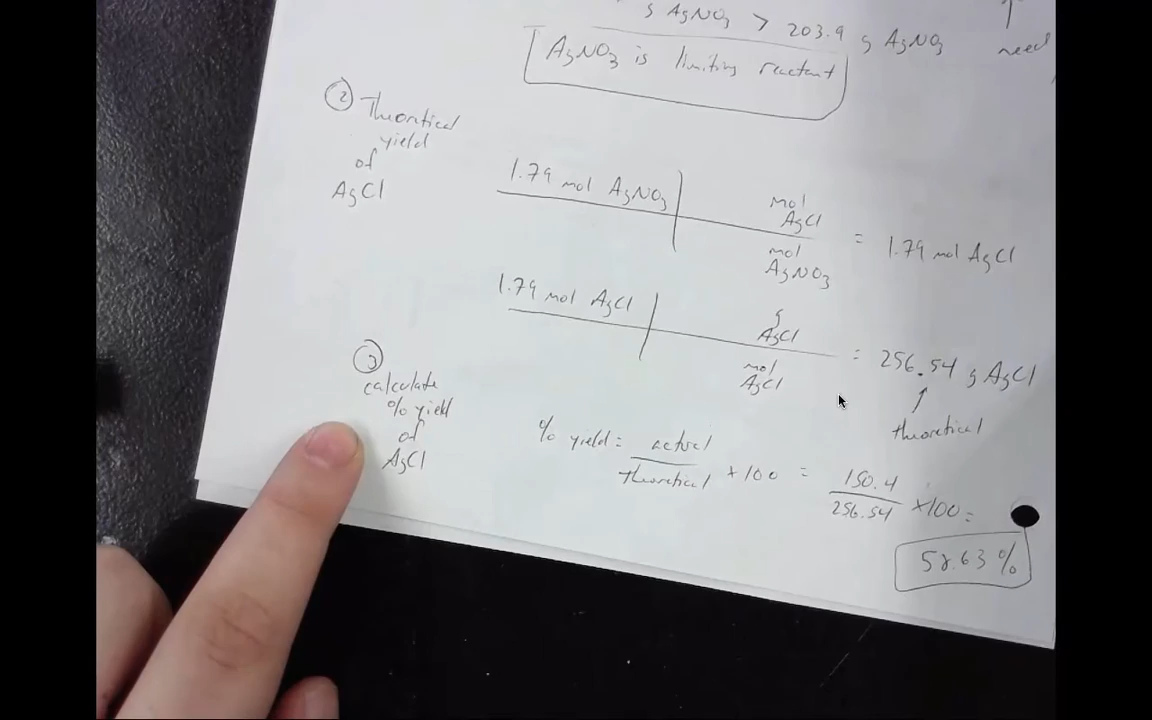 g AgNO3 > 203.9 g AgNO3
need
AgNO3 is limiting reactant
2 Theoretical
yield
of
AgCl
1.79 mol AgNO3
mol
AgCl
mol
AgNO3
= 1.79 mol AgCl
1.79 mol AgCl
g
AgCl
mol
AgCl
= 256.54 g AgCl
theoretical
3
calculate
% yield
of
AgCl
% yield = actual
theoretical × 100 = 150.4
256.54 × 100 =
58.63 %